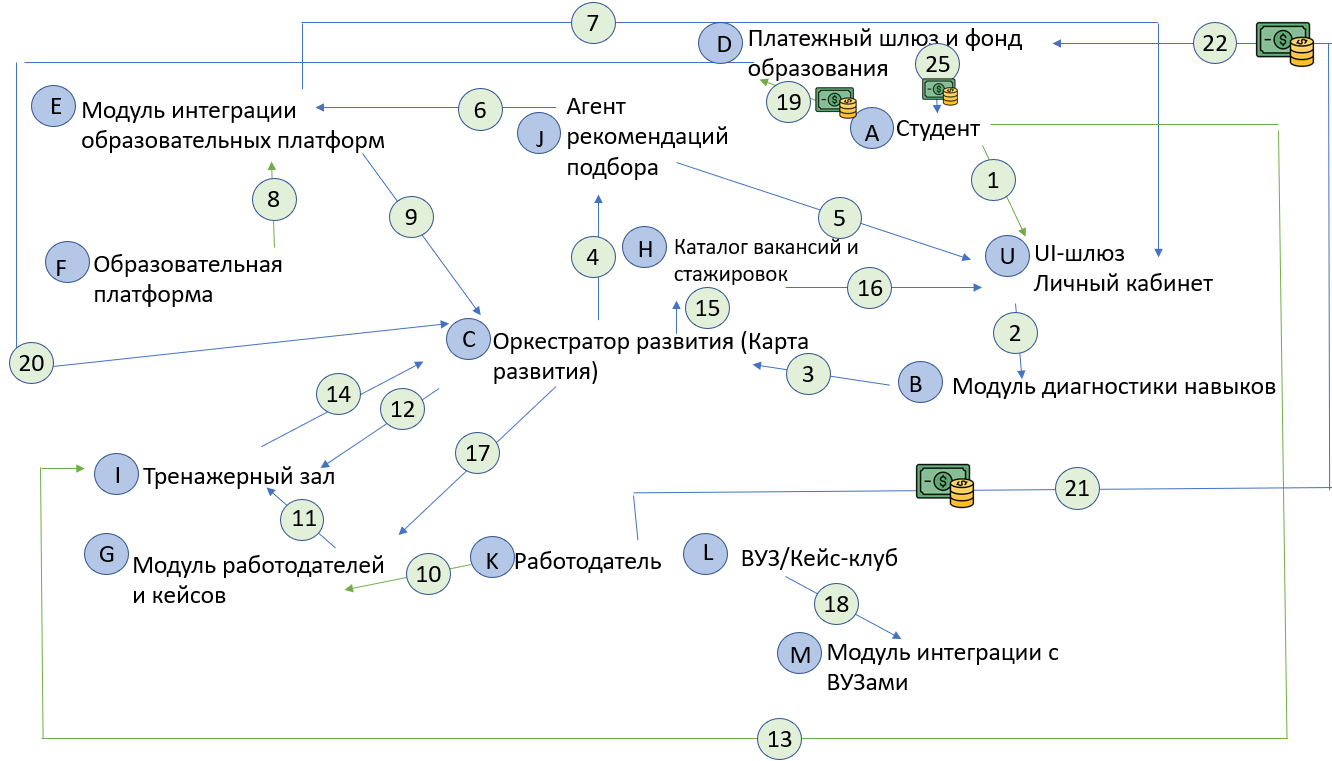 7
22
D
Платежный шлюз и фонд
образования
25
19
E
Модуль интеграции
образовательных платформ
6
J
Агент
рекомендаций
подбора
A
Студент
1
8
9
5
4
H
Каталог вакансий и
стажировок
U
UI-шлюз
Личный кабинет
F
Образовательная
платформа
16
15
2
20
C
Оркестратор развития (Карта
развития)
3
B
Модуль диагностики навыков
14
12
17
I
Тренажерный зал
21
11
G
Модуль работодателей
и кейсов
10
K
Работодатель
L
ВУЗ/Кейс-клуб
18
M
Модуль интеграции с
ВУЗами
13